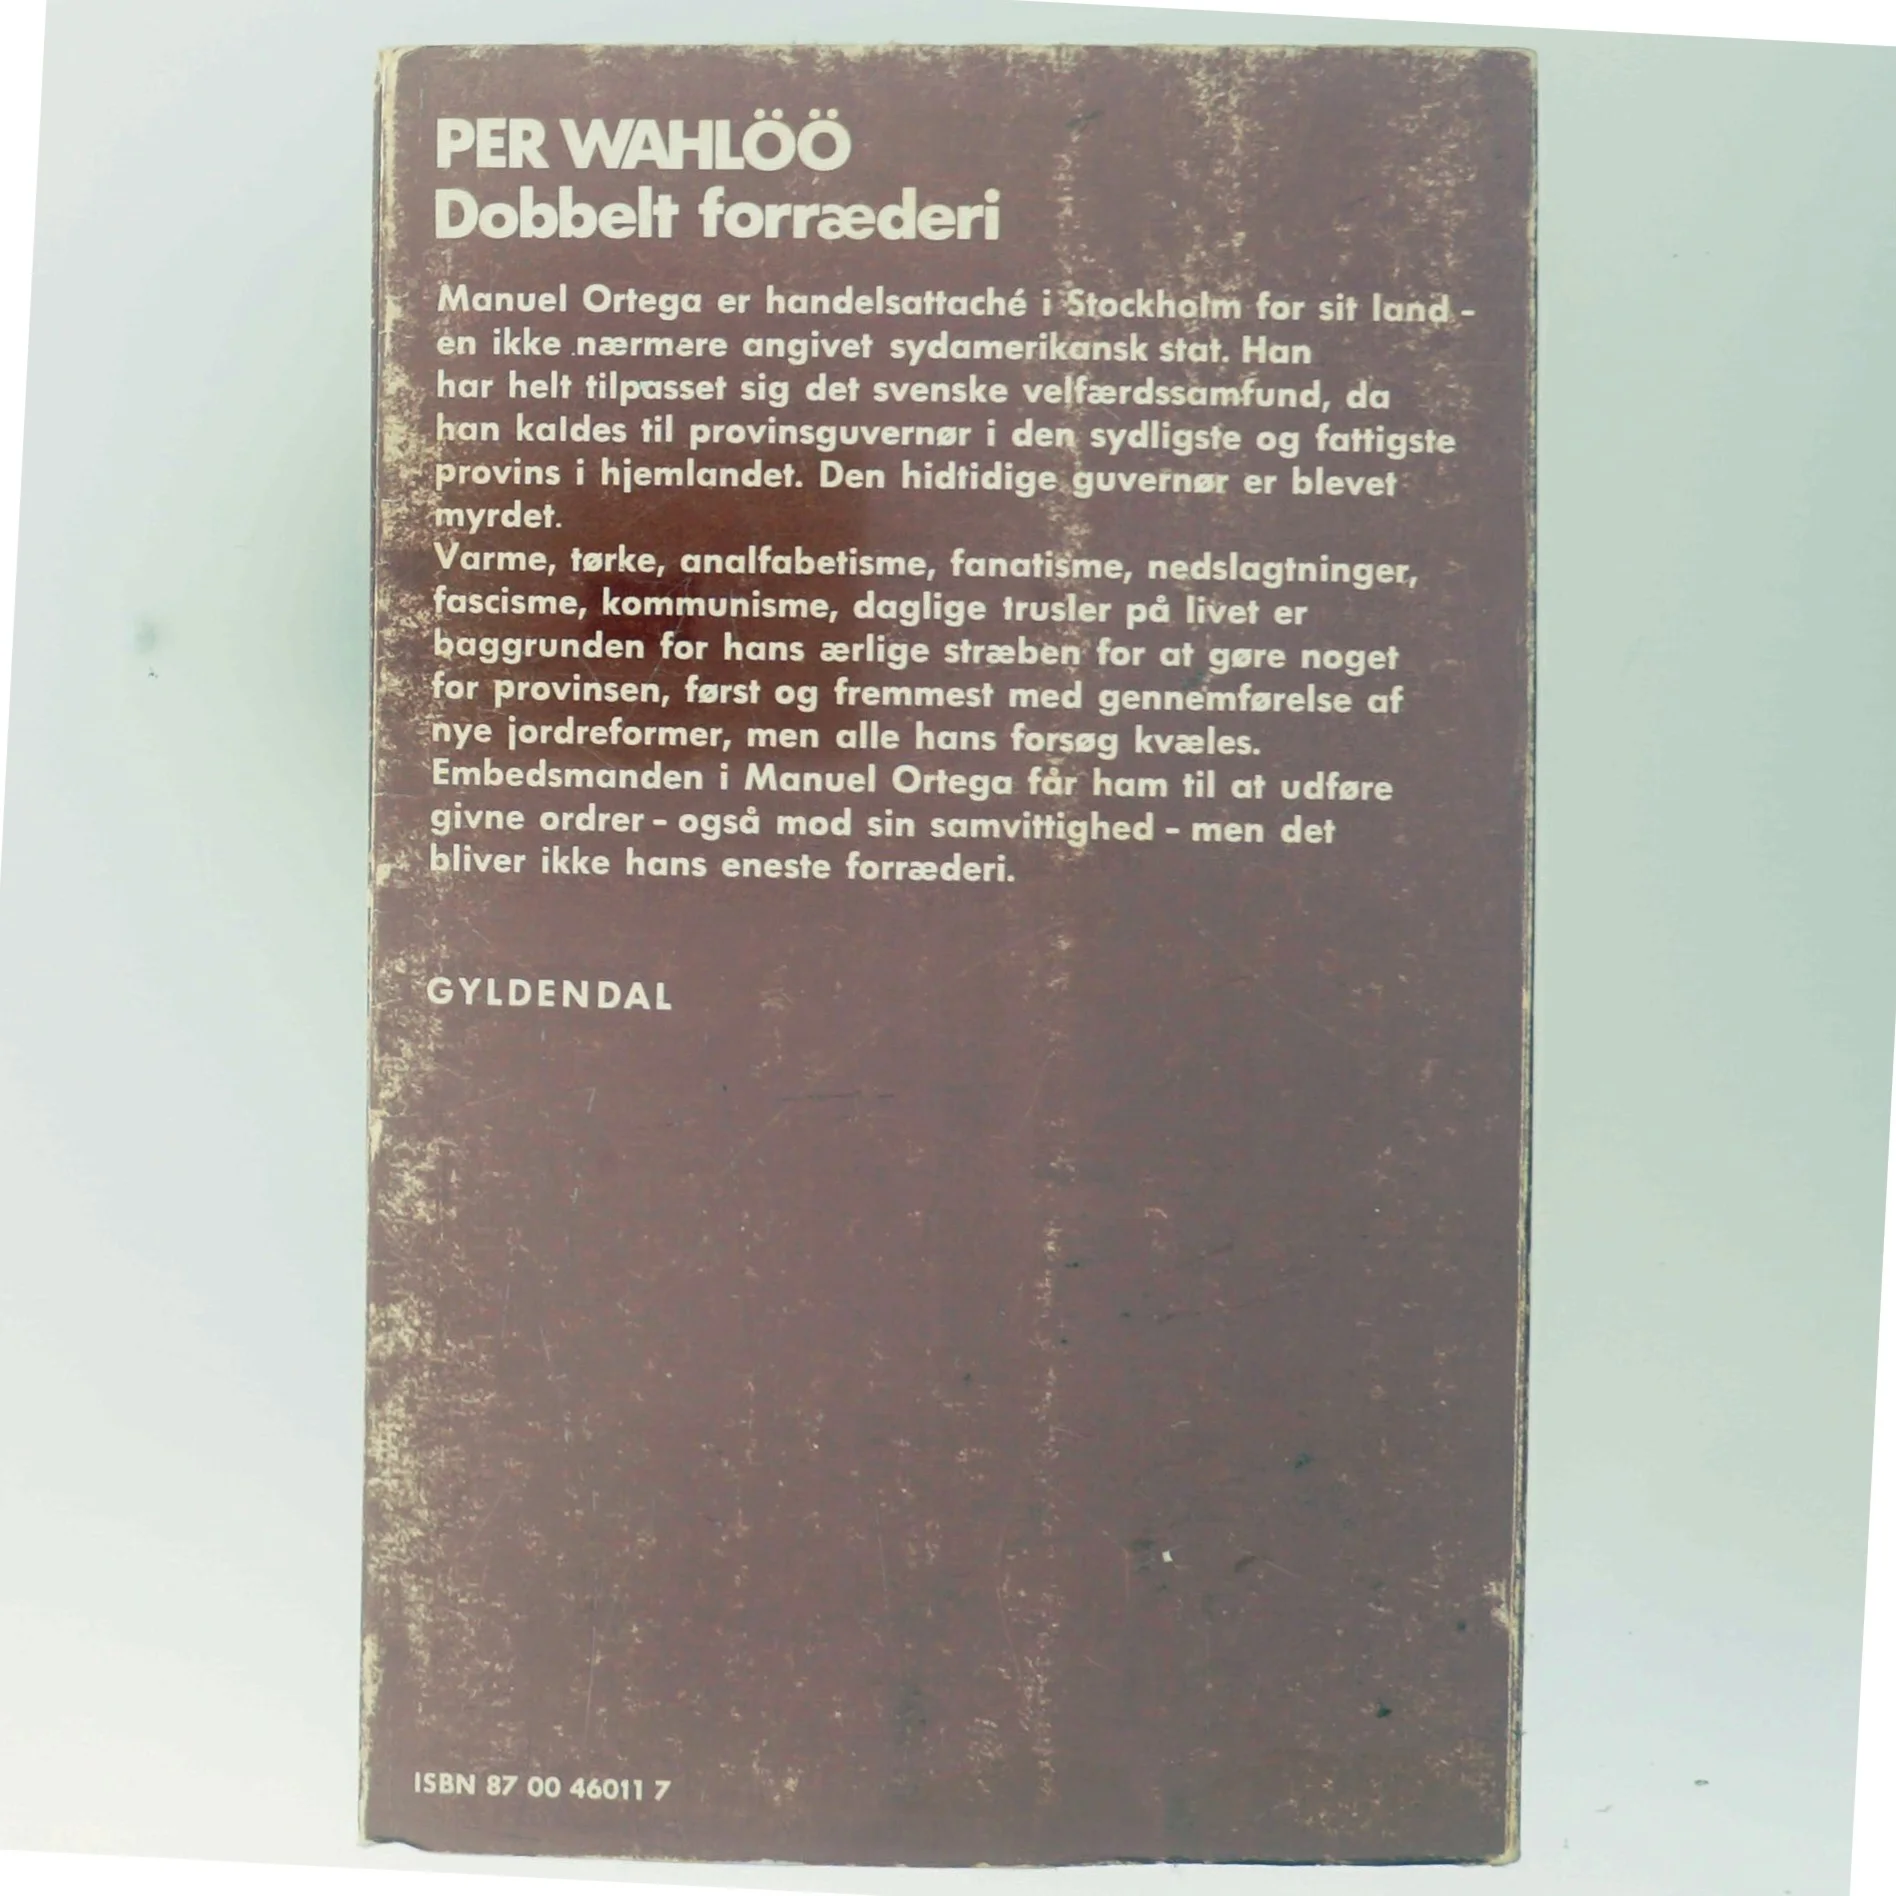 PER WAHLÖÖ
Dobbelt forræderi
Manuel Ortega er handelsattaché i Stockholm for sit land -
en ikke nærmere angivet sydamerikansk stat. Han
har helt tilpasset sig det svenske velfærdssamfund, da
han kaldes til provinsguvernør i den sydligste og fattigste
provins i hjemlandet. Den hidtidige guvernør er blevet
myrdet.
Varme, tørke, analfabetisme, fanatisme, nedslagtninger,
fascisme, kommunisme, daglige trusler på livet er
baggrunden for hans ærlige stræben for at gøre noget
for provinsen, først og fremmest med gennemførelse af
nye jordreformer, men alle hans forsøg kvæles.
Embedsmanden i Manuel Ortega får ham til at udføre
givne ordrer - også mod sin samvittighed - men det
bliver ikke hans eneste forræderi.
GYLDENDAL
ISBN 87 00 46011 7